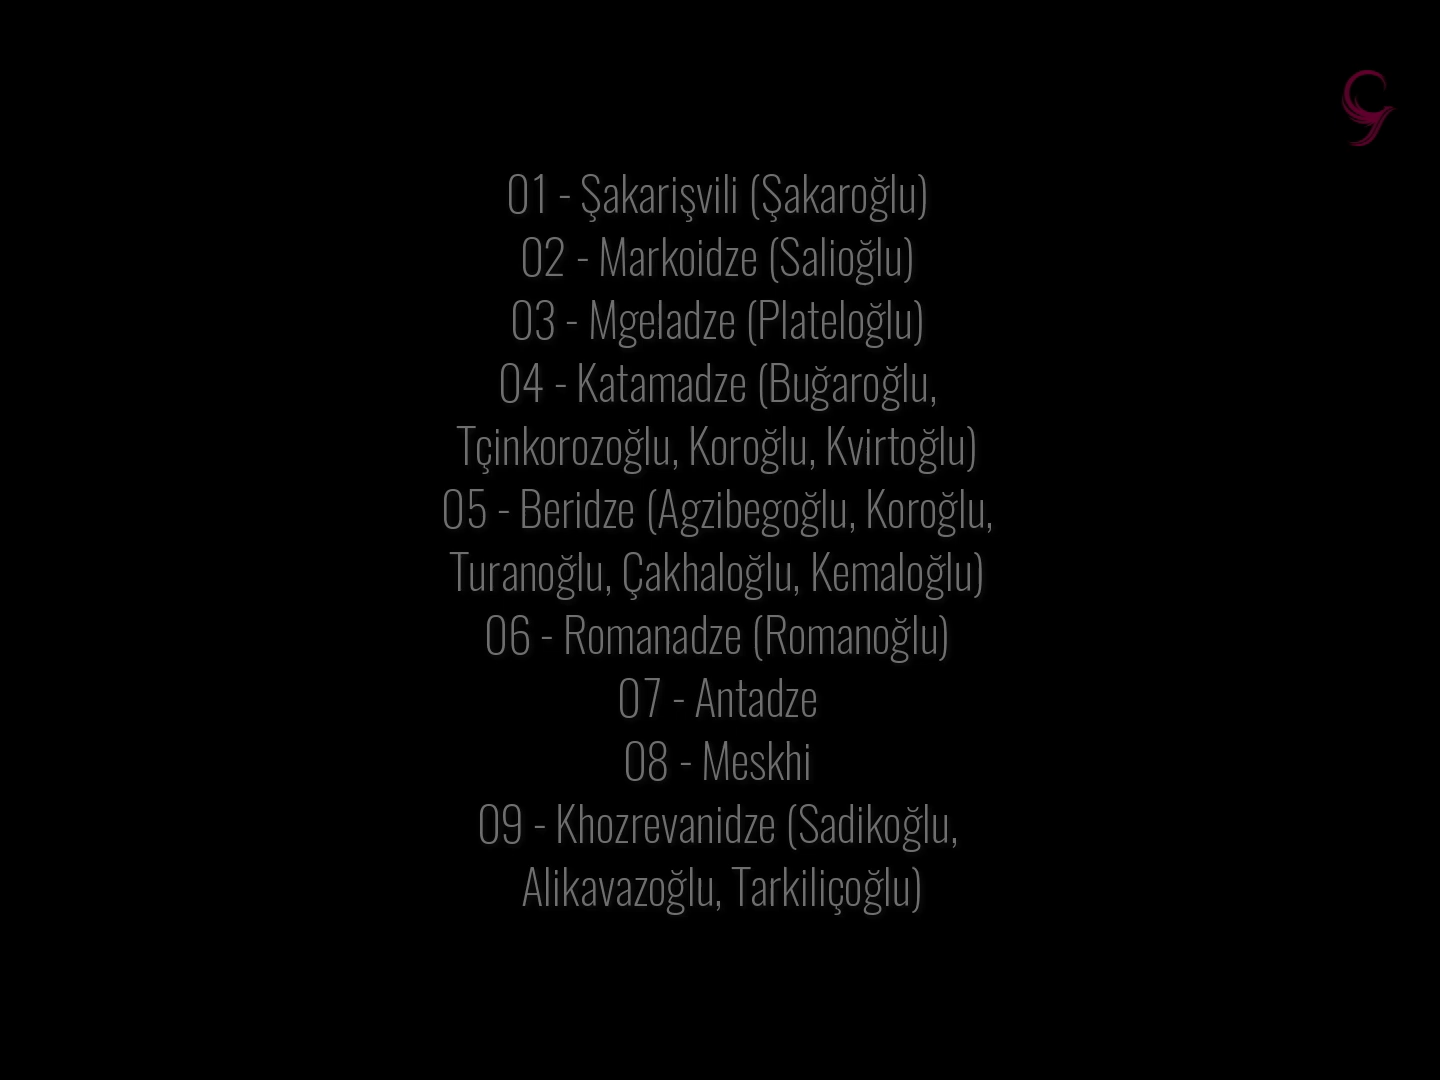 01 - Şakarişvili (Şakaroğlu)
02 - Markoidze (Salioğlu)
03 - Mgeladze (Plateloğlu)
04 - Katamadze (Buğaroğlu,
Tçinkorozoğlu, Koroğlu, Kvirtoğlu)
05 - Beridze (Agzibegoğlu, Koroğlu,
Turanoğlu, Çakhaloğlu, Kemaloğlu)
06 - Romanadze (Romanoğlu)
07 - Antadze
08 - Meskhi
09 - Khozrevanidze (Sadikoğlu,
Alikavazoğlu, Tarkiliçoğlu)